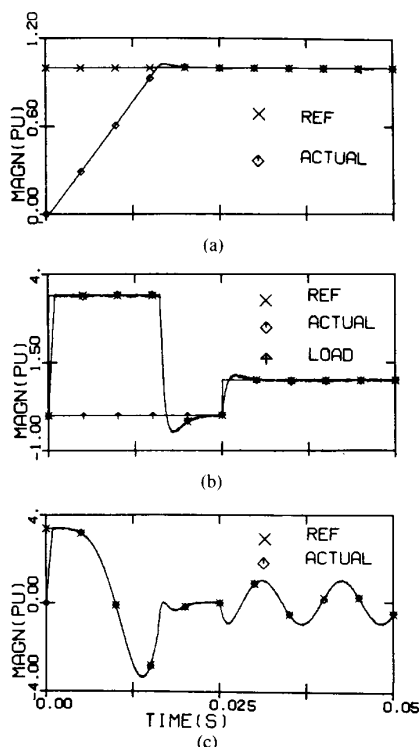 1.20
0.60
0.00
MAGN(PU)
REF
ACTUAL
(a)
4.
1.50
-1.00
MAGN(PU)
REF
ACTUAL
LOAD
(b)
4.
0.00
-4.00
MAGN(PU)
REF
ACTUAL
0.00
0.025
0.05
TIME(S)
(c)